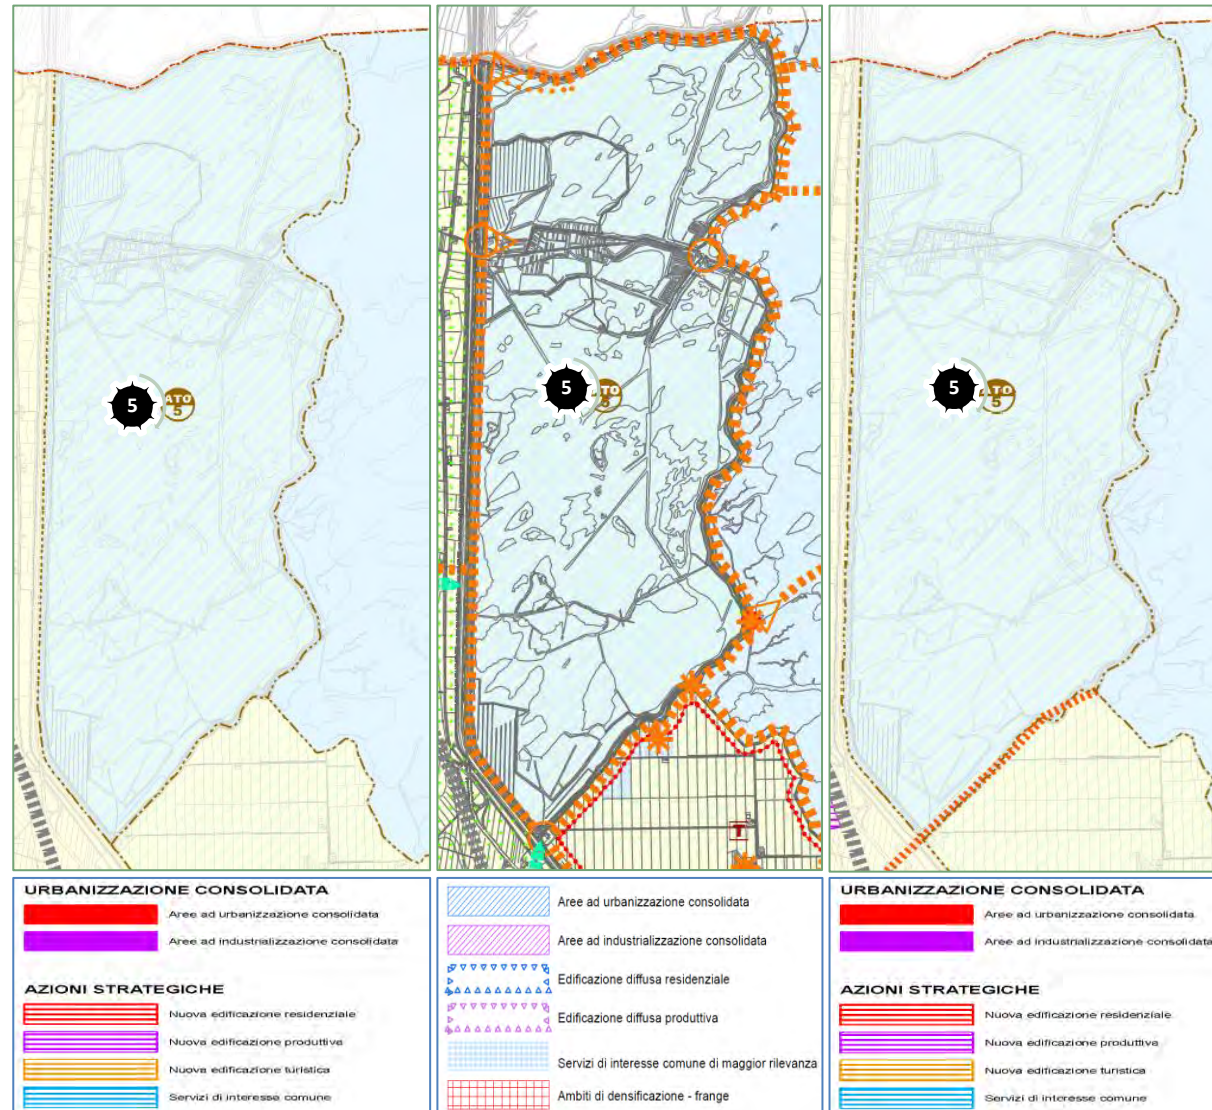 5
ATO
5
5
ATO
5
T
5
ATO
5
URBANIZZAZIONE CONSOLIDATA
Aree ad urbanizzazione consolidata
Aree ad industrializzazione consolidata
AZIONI STRATEGICHE
Nuova edificazione residenziale
Nuova edificazione produttiva
Nuova edificazione turistica
Servizi di interesse comune
Aree ad urbanizzazione consolidata
Aree ad industrializzazione consolidata
Edificazione diffusa residenziale
Edificazione diffusa produttiva
Servizi di interesse comune di maggior rilevanza
Ambiti di densificazione - frange
URBANIZZAZIONE CONSOLIDATA
Aree ad urbanizzazione consolidata
Aree ad industrializzazione consolidata
AZIONI STRATEGICHE
Nuova edificazione residenziale
Nuova edificazione produttiva
Nuova edificazione turistica
Servizi di interesse comune